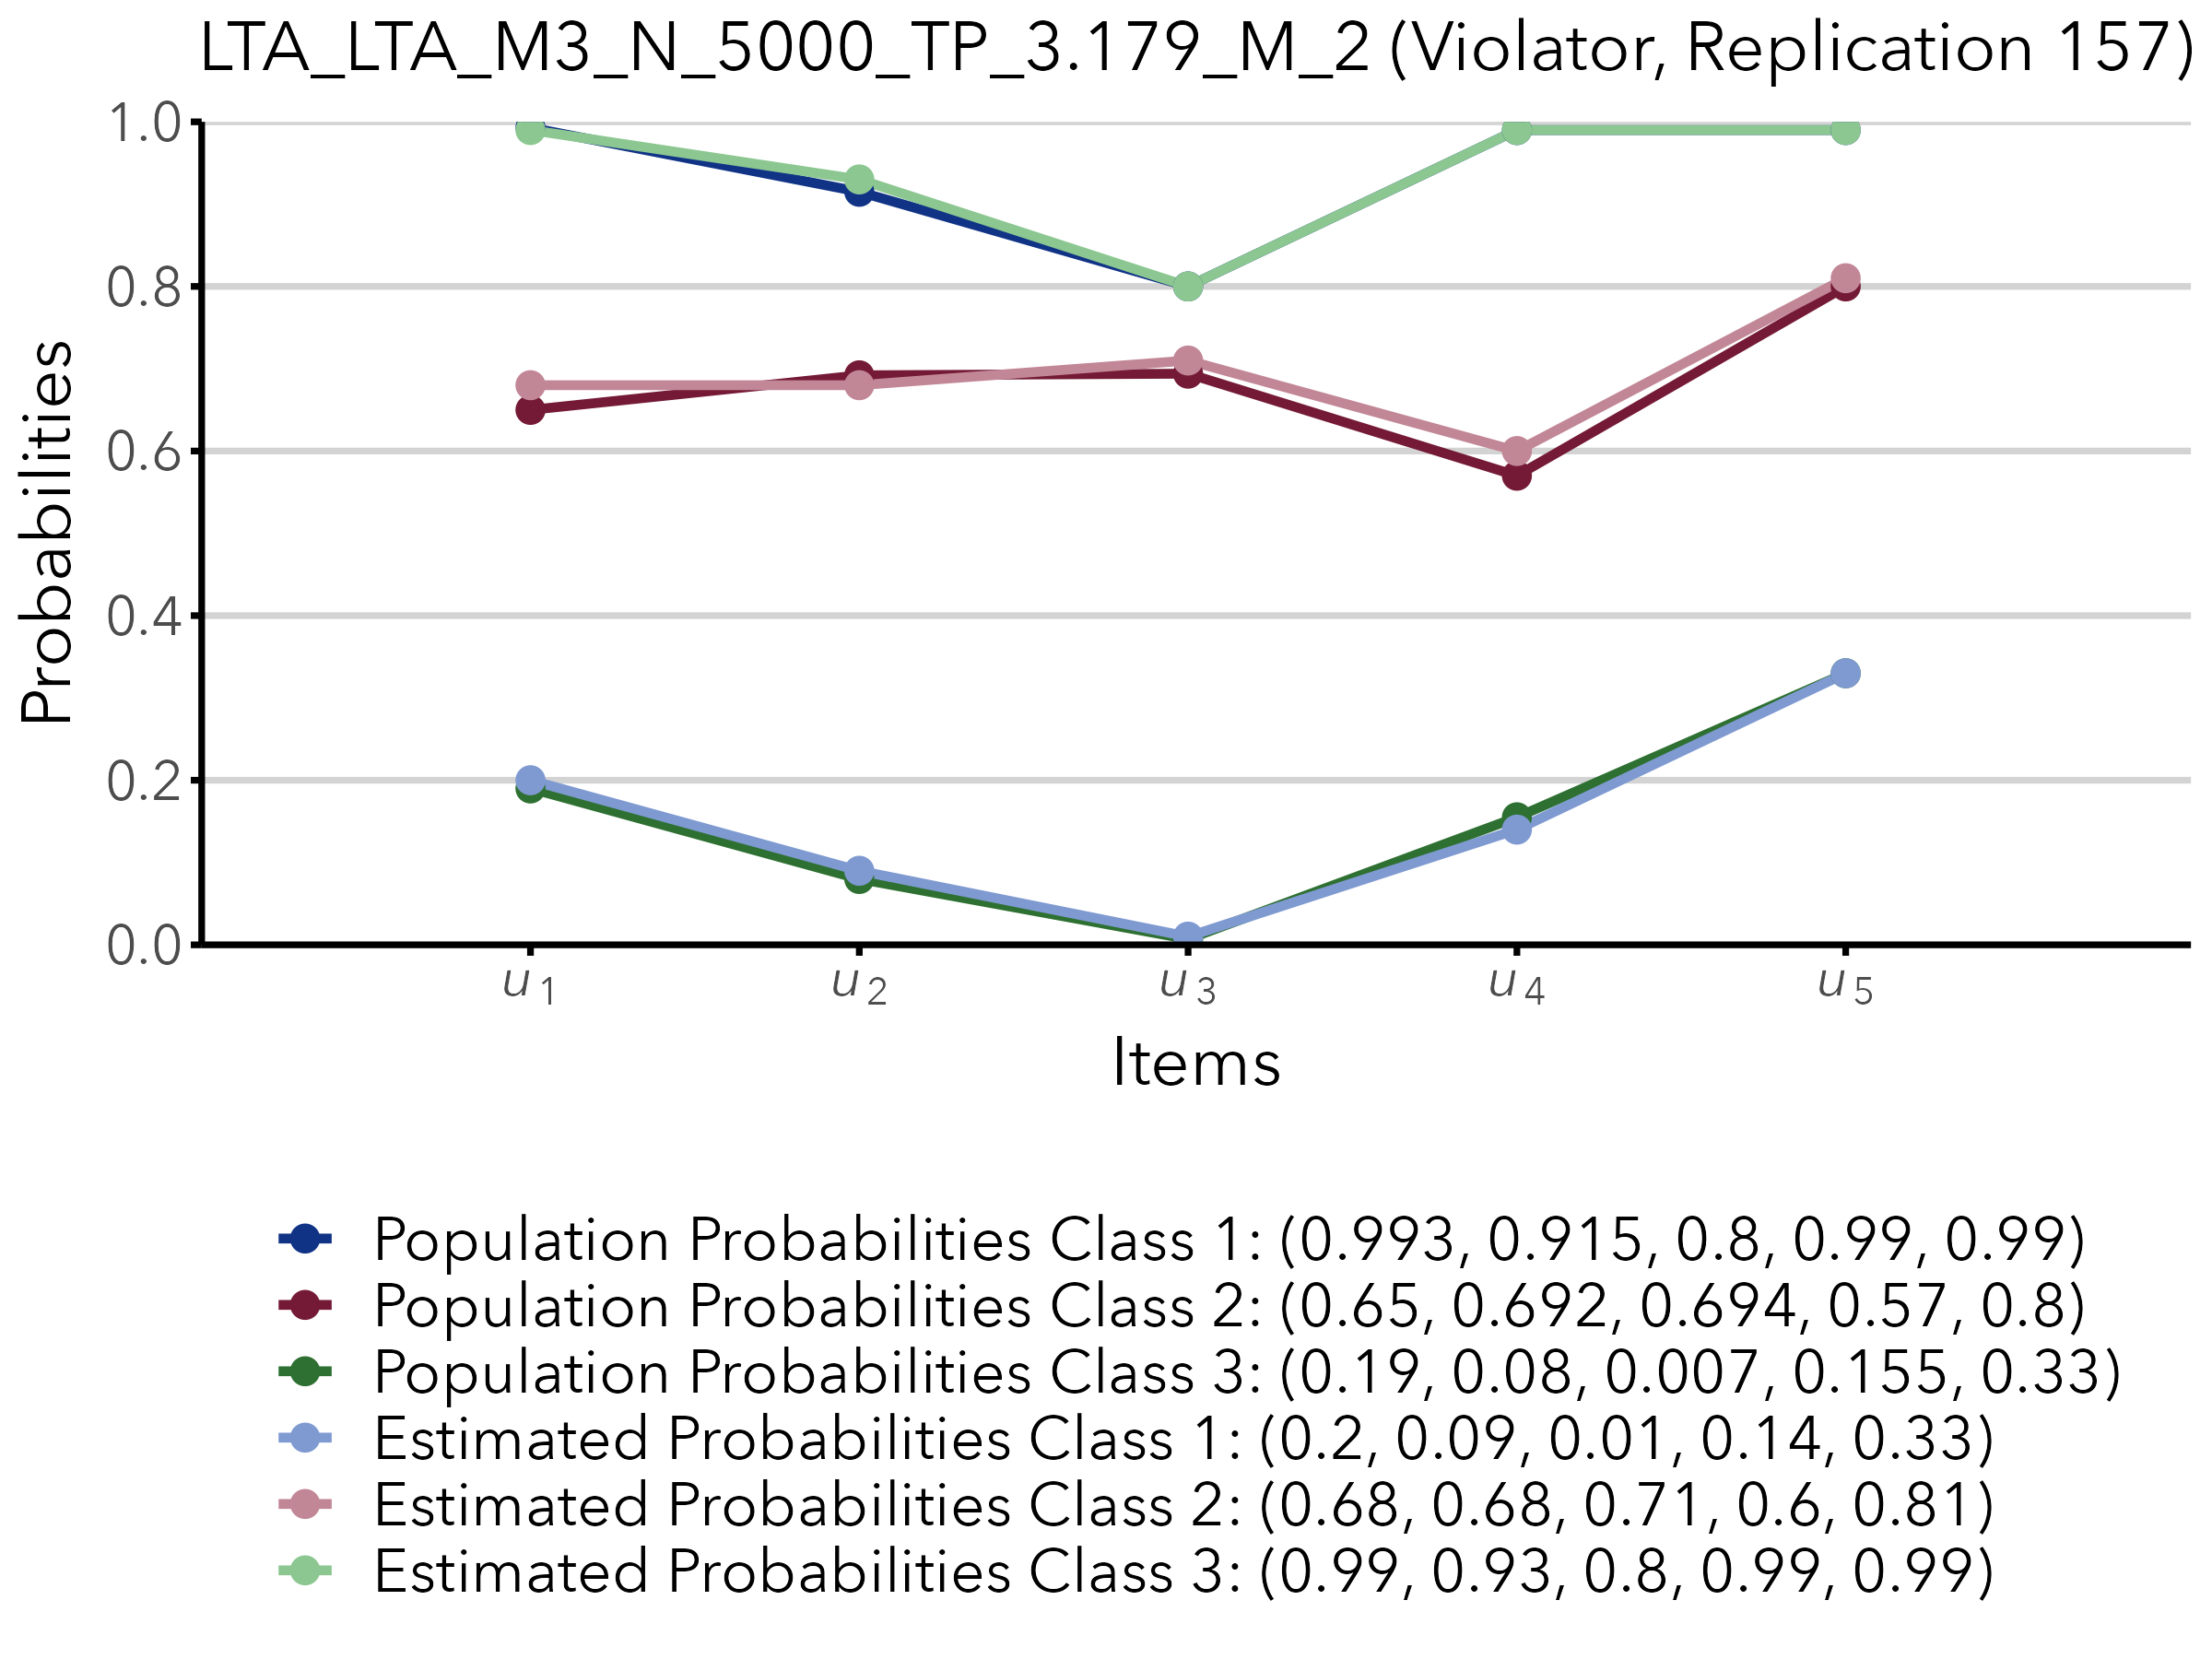 LTA_LTA_M3_N_5000_TP_3.179_M_2 (Violator, Replication 157)
1.0
0.8
0.6
0.4
0.2
0.0
Probabilities
u1 u2 u3 u4 u5
Items
Population Probabilities Class 1: (0.993, 0.915, 0.8, 0.99, 0.99)
Population Probabilities Class 2: (0.65, 0.692, 0.694, 0.57, 0.8)
Population Probabilities Class 3: (0.19, 0.08, 0.007, 0.155, 0.33)
Estimated Probabilities Class 1: (0.2, 0.09, 0.01, 0.14, 0.33)
Estimated Probabilities Class 2: (0.68, 0.68, 0.71, 0.6, 0.81)
Estimated Probabilities Class 3: (0.99, 0.93, 0.8, 0.99, 0.99)